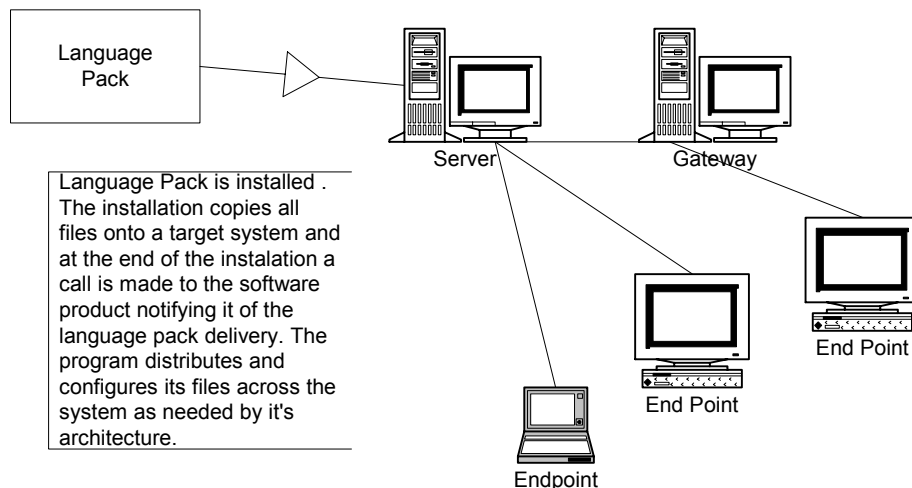 Language
Pack
Server
Gateway
Language Pack is installed .
The installation copies all
files onto a target system and
at the end of the instalation a
call is made to the software
product notifying it of the
language pack delivery. The
program distributes and
configures its files across the
system as needed by it's
architecture.
End Point
End Point
Endpoint